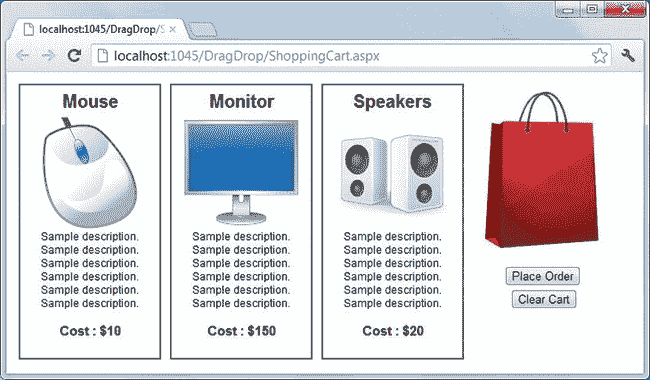 localhost:1045/DragDrop/S
localhost:1045/DragDrop/ShoppingCart.aspx
Mouse
Sample description.
Sample description.
Sample description.
Sample description.
Sample description.
Sample description.
Cost : $10
Monitor
Sample description.
Sample description.
Sample description.
Sample description.
Sample description.
Sample description.
Cost : $150
Speakers
Sample description.
Sample description.
Sample description.
Sample description.
Sample description.
Sample description.
Cost : $20
Place Order
Clear Cart